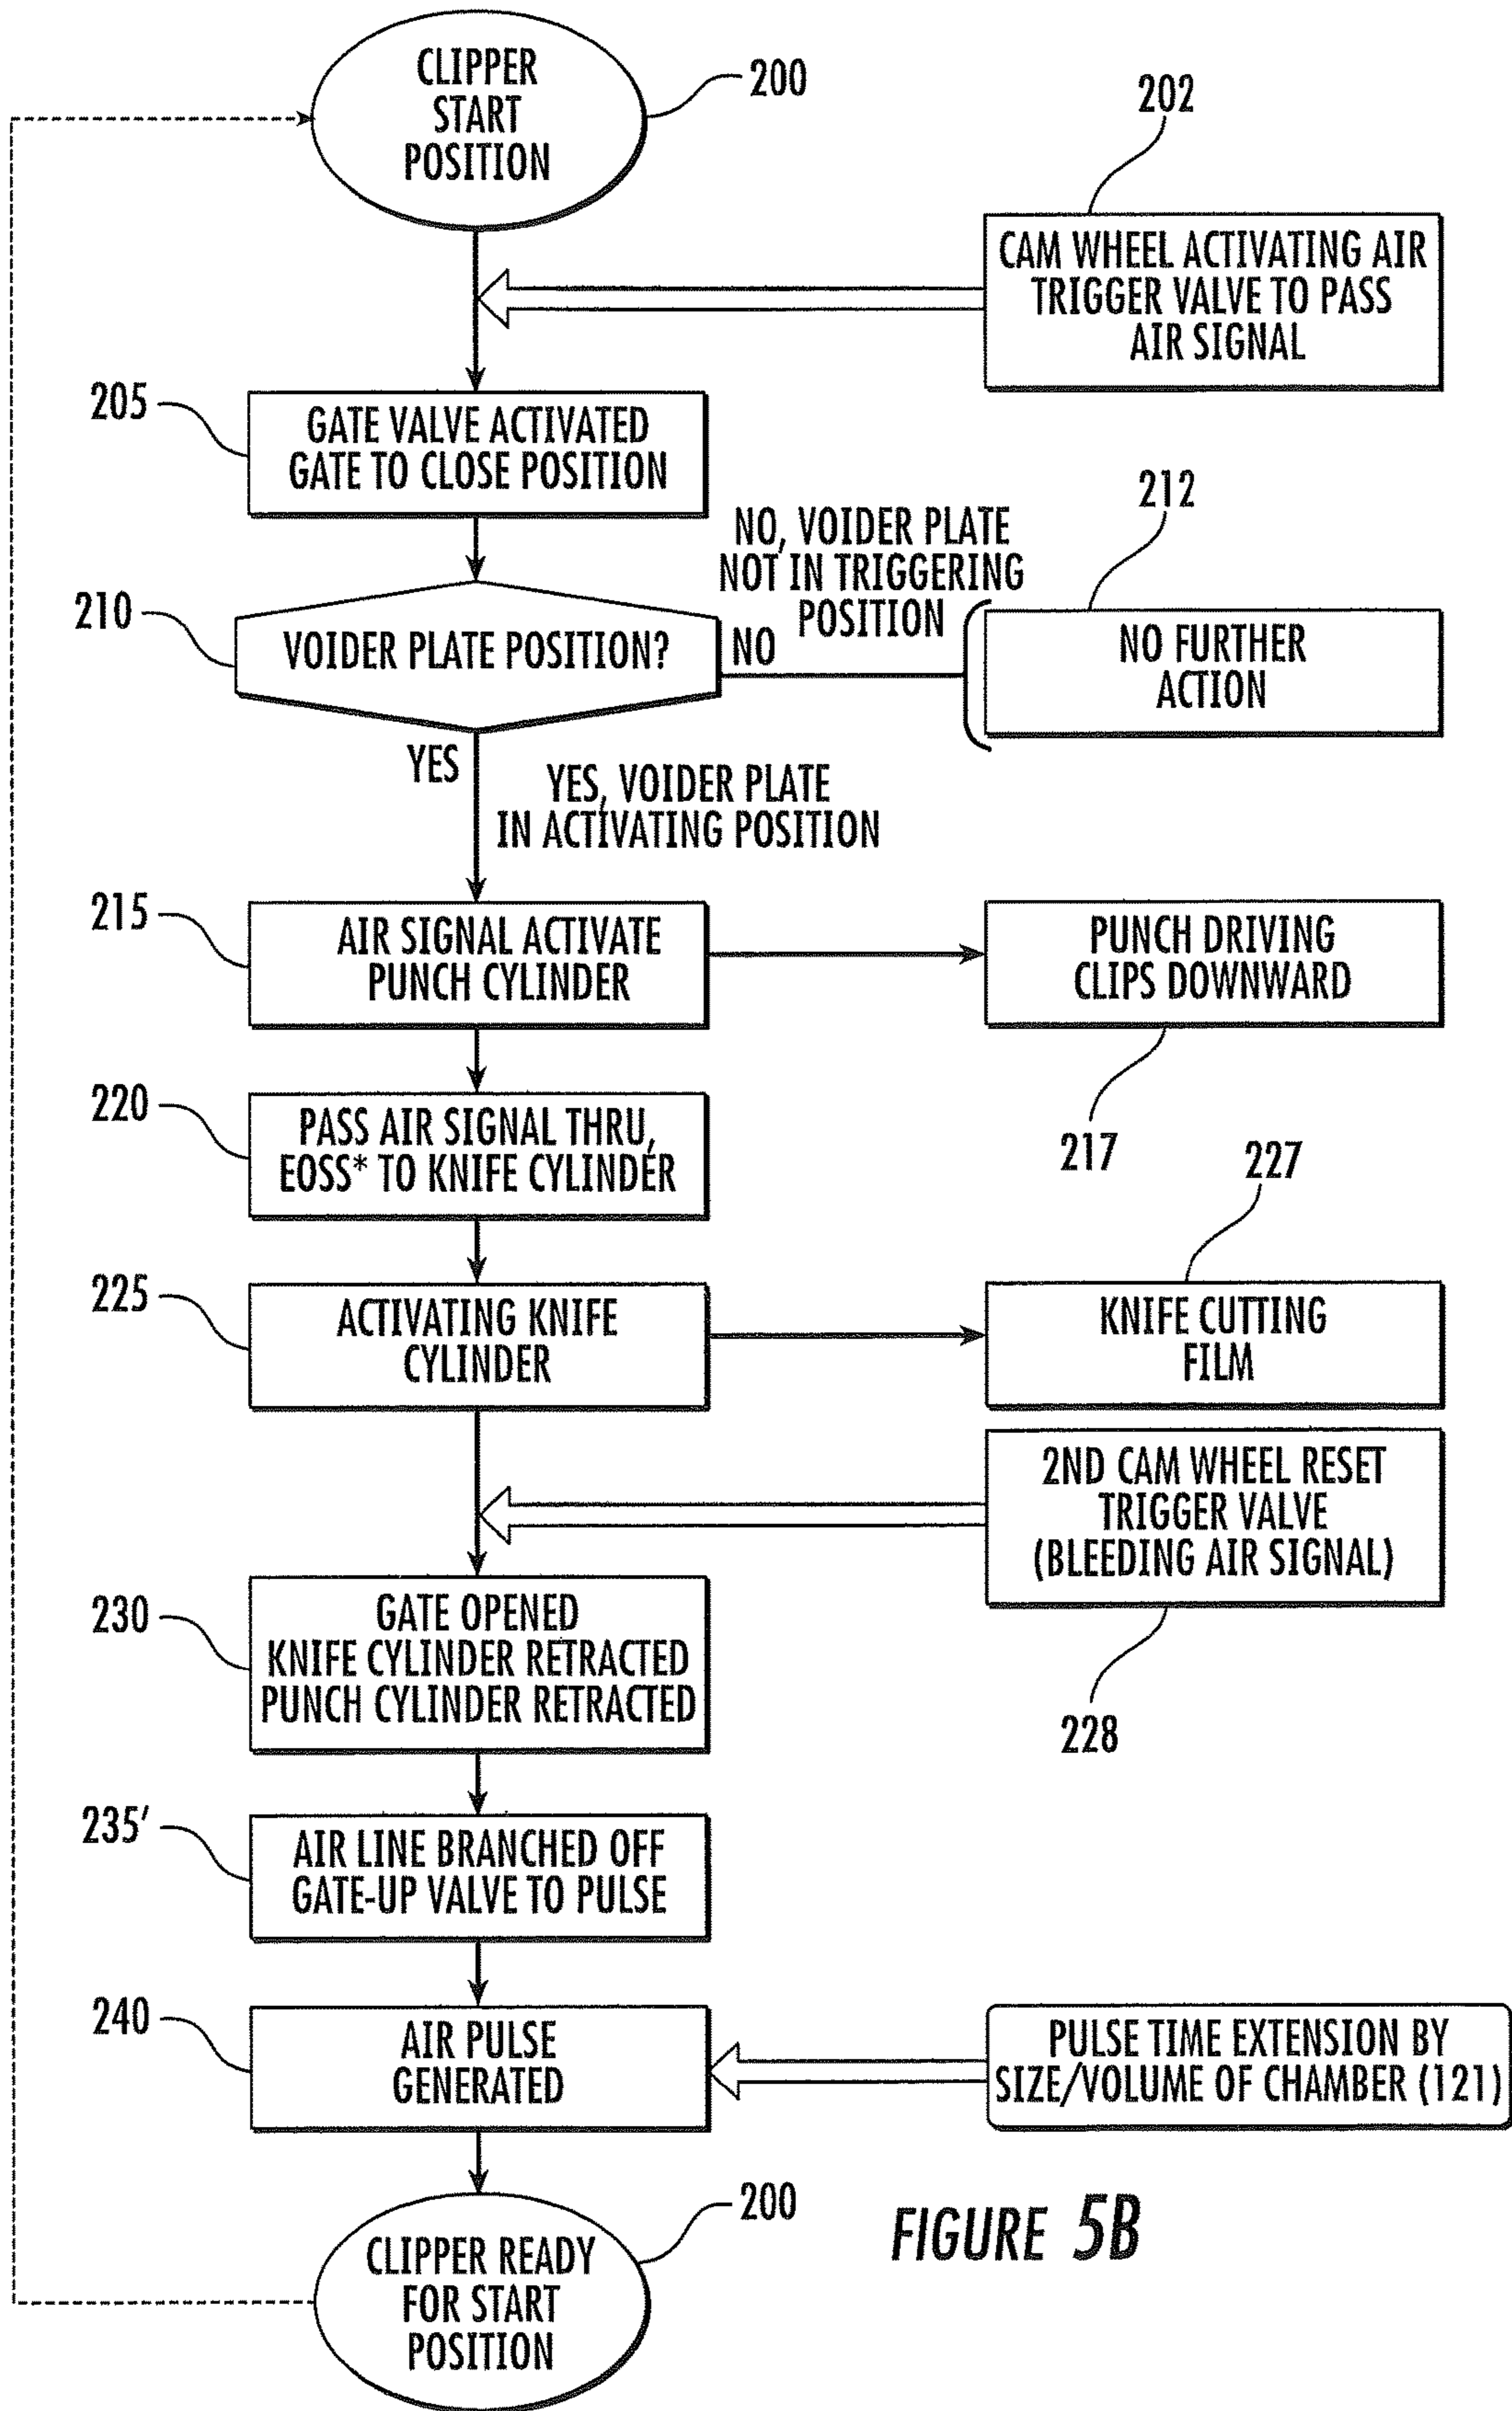 CLIPPER
START
POSITION
200
202
CAM WHEEL ACTIVATING AIR
TRIGGER VALVE TO PASS
AIR SIGNAL
205
GATE VALVE ACTIVATED
GATE TO CLOSE POSITION
210
VOIDER PLATE POSITION?
NO, VOIDER PLATE
NOT IN TRIGGERING
POSITION
NO
212
NO FURTHER
ACTION
YES
YES, VOIDER PLATE
IN ACTIVATING POSITION
215
AIR SIGNAL ACTIVATE
PUNCH CYLINDER
PUNCH DRIVING
CLIPS DOWNWARD
217
220
PASS AIR SIGNAL THRU,
EOSS* TO KNIFE CYLINDER
225
ACTIVATING KNIFE
CYLINDER
227
KNIFE CUTTING
FILM
2ND CAM WHEEL RESET
TRIGGER VALVE
(BLEEDING AIR SIGNAL)
228
230
GATE OPENED
KNIFE CYLINDER RETRACTED
PUNCH CYLINDER RETRACTED
235'
AIR LINE BRANCHED OFF
GATE-UP VALVE TO PULSE
240
AIR PULSE
GENERATED
PULSE TIME EXTENSION BY
SIZE/VOLUME OF CHAMBER (121)
200
CLIPPER READY
FOR START
POSITION
FIGURE 5B